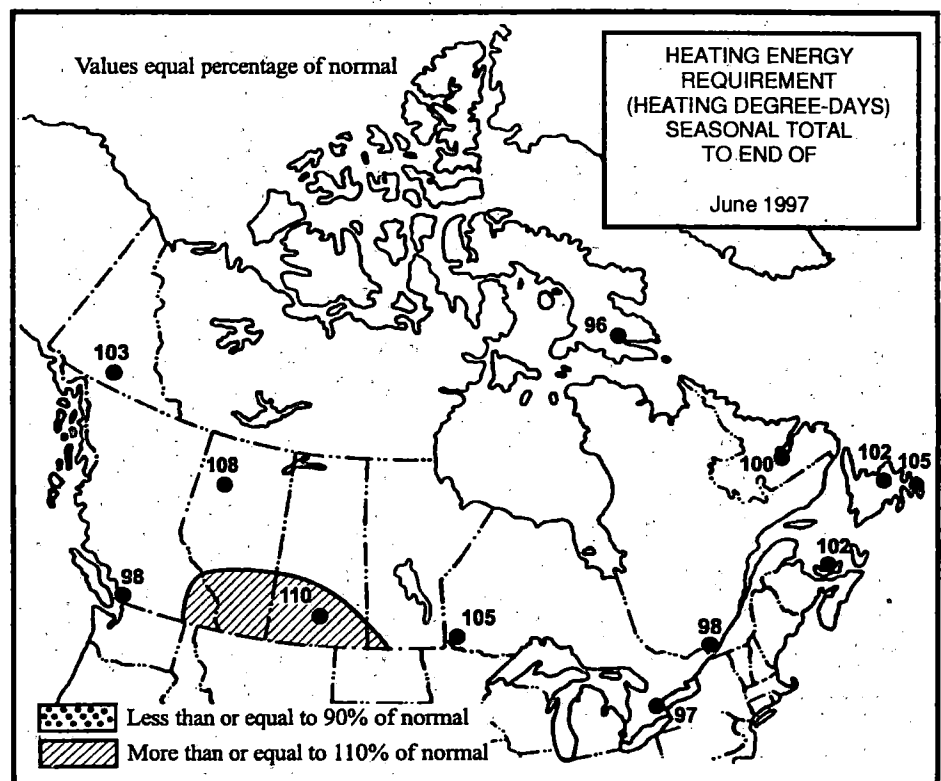 Values equal percentage of normal
HEATING ENERGY
REQUIREMENT
(HEATING DEGREE-DAYS)
SEASONAL TOTAL
TO END OF
June 1997
96
103
108
100
102
105
102
98
110
105
98
97
Less than or equal to 90% of normal
More than or equal to 110% of normal